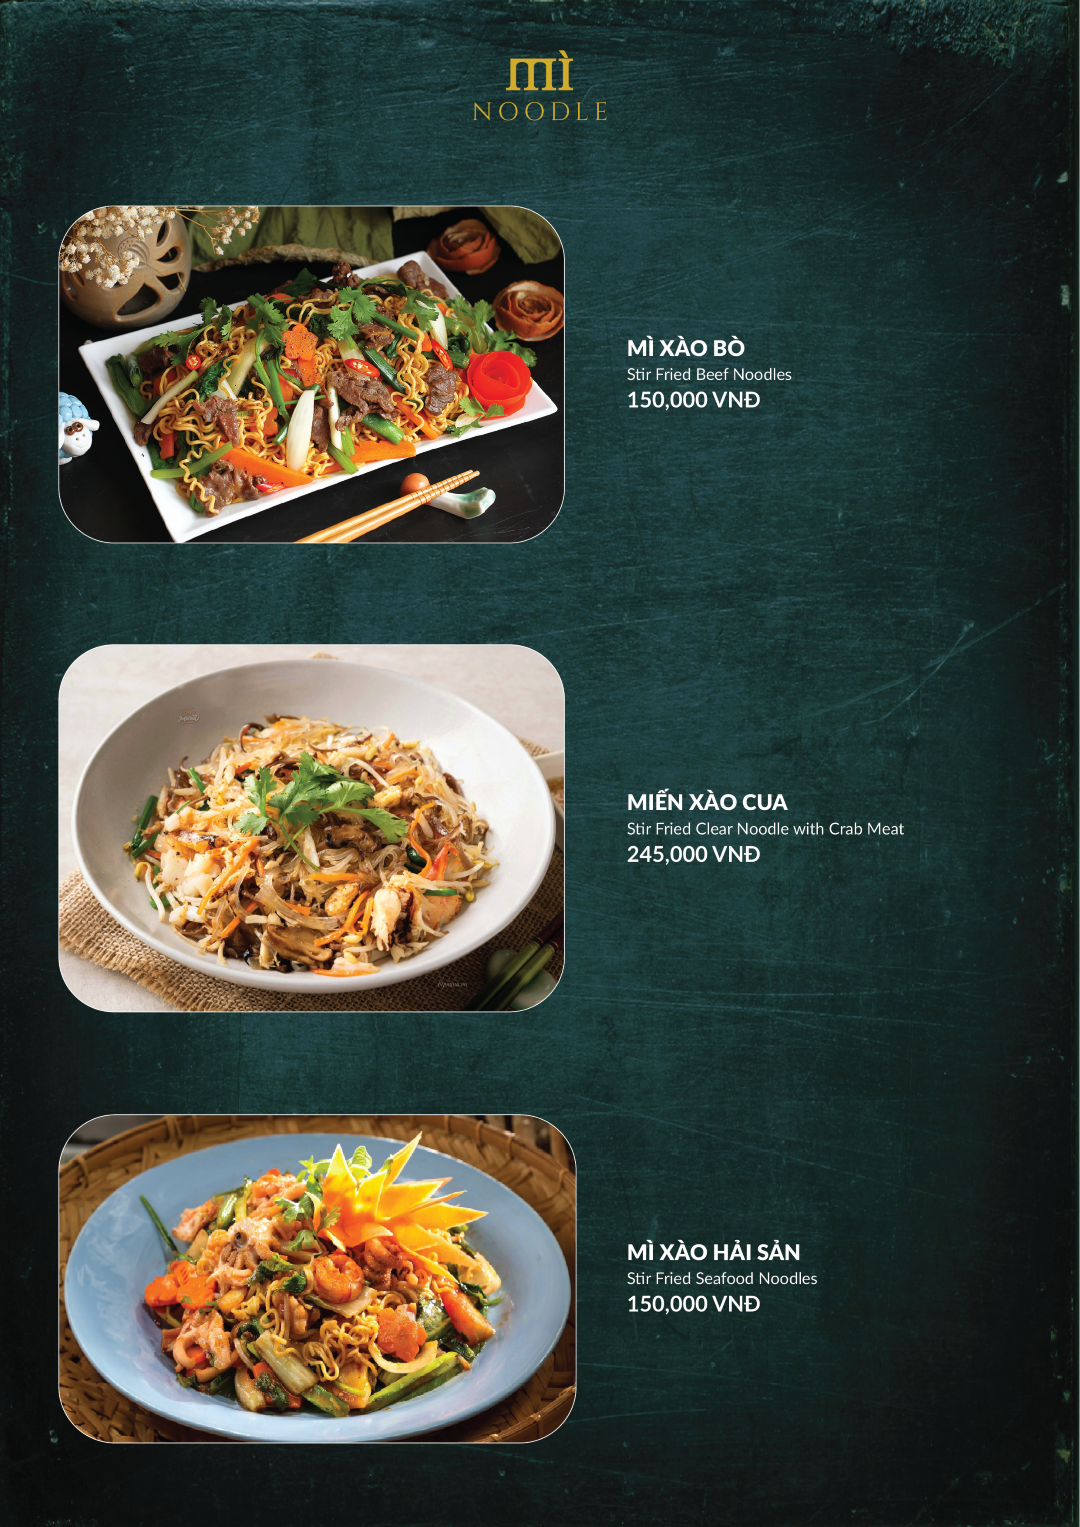 mì
NOODLE
MÌ XÀO BÒ
Stir Fried Beef Noodles
150,000 VNĐ
MIẾN XÀO CUA
Stir Fried Clear Noodle with Crab Meat
245,000 VNĐ
MÌ XÀO HẢI SẢN
Stir Fried Seafood Noodles
150,000 VNĐ